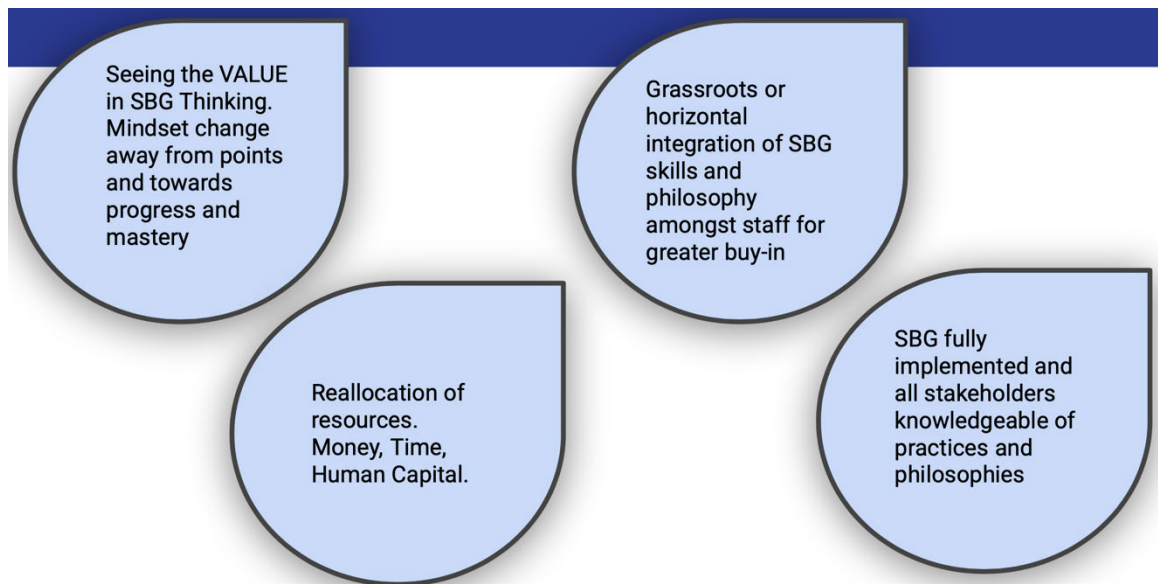 Seeing the VALUE
in SBG Thinking.
Mindset change
away from points
and towards
progress and
mastery
Reallocation of
resources.
Money, Time,
Human Capital.
Grassroots or
horizontal
integration of SBG
skills and
philosophy
amongst staff for
greater buy-in
SBG fully
implemented and
all stakeholders
knowledgeable of
practices and
philosophies